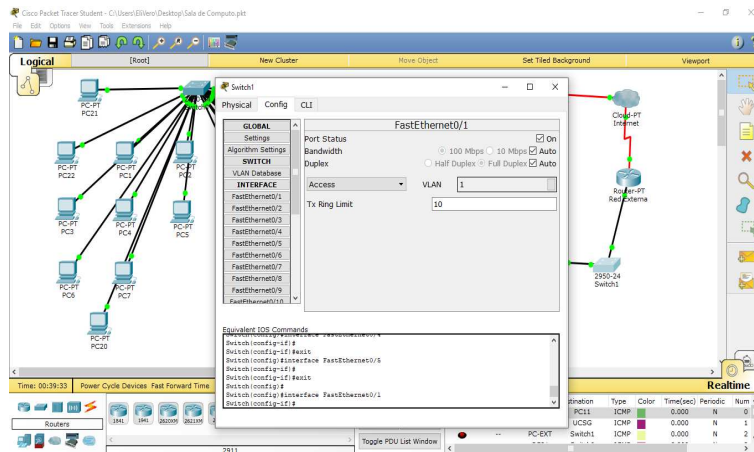 Cisco Packet Tracer Student - C:\Users\EliVero\Desktop\Sala de Computo.pkt
File Edit Options View Tools Extensions Help
Logical [Root] New Cluster Move Object Set Tiled Background Viewport
PC-PT
PC21
PC-PT
PC22
PC-PT
PC1
PC-PT
PC2
PC-PT
PC3
PC-PT
PC4
PC-PT
PC5
PC-PT
PC6
PC-PT
PC7
PC-PT
PC20
Switch1
Physical Config CLI
GLOBAL
Settings
Algorithm Settings
SWITCH
VLAN Database
INTERFACE
FastEthernet0/1
FastEthernet0/2
FastEthernet0/3
FastEthernet0/4
FastEthernet0/5
FastEthernet0/6
FastEthernet0/7
FastEthernet0/8
FastEthernet0/9
FastEthernet0/10
FastEthernet0/1
Port Status On
Bandwidth 100 Mbps 10 Mbps Auto
Duplex Half Duplex Full Duplex Auto
Access VLAN 1
Tx Ring Limit 10
Equivalent IOS Commands
Switch(config)#interface FastEthernet0/4
Switch(config-if)#
Switch(config-if)#exit
Switch(config)#interface FastEthernet0/5
Switch(config-if)#
Switch(config-if)#exit
Switch(config)#
Switch(config)#interface FastEthernet0/1
Switch(config-if)#
Cloud-PT
Internet
Router-PT
Red Externa
2950-24
Switch1
Time: 00:39:33 Power Cycle Devices Fast Forward Time Realtime
Routers
1841 1941 2620XM 2621XM
2911
Toggle PDU List Window
Type Color Time(sec) Periodic Num
PC11 ICMP 0.000 N 0
UCSG ICMP 0.000 N 1
-- PC-EXT Switch1 ICMP 0.000 N 2